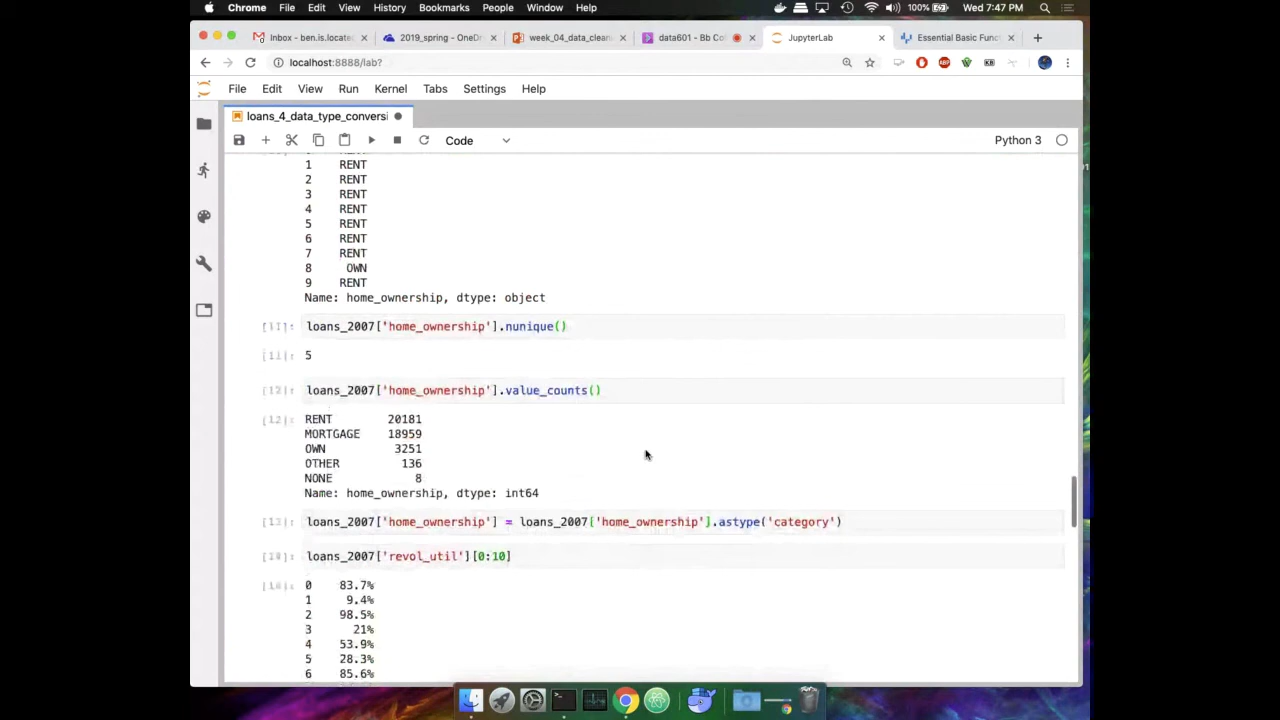 Chrome File Edit View History Bookmarks People Window Help 100% Wed 7:47 PM
Inbox - ben.is.locate 2019_spring - OneDr week_04_data_clean data601 - Bb Co JupyterLab Essential Basic Func
localhost:8888/lab?
File Edit View Run Kernel Tabs Settings Help
loans_4_data_type_conversi
Code Python 3
1 RENT
2 RENT
3 RENT
4 RENT
5 RENT
6 RENT
7 RENT
8 OWN
9 RENT
Name: home_ownership, dtype: object
[11]: loans_2007['home_ownership'].nunique()
[11]: 5
[12]: loans_2007['home_ownership'].value_counts()
[12]: RENT 20181
MORTGAGE 18959
OWN 3251
OTHER 136
NONE 8
Name: home_ownership, dtype: int64
[13]: loans_2007['home_ownership'] = loans_2007['home_ownership'].astype('category')
loans_2007['revol_util'][0:10]
0 83.7%
1 9.4%
2 98.5%
3 21%
4 53.9%
5 28.3%
6 85.6%